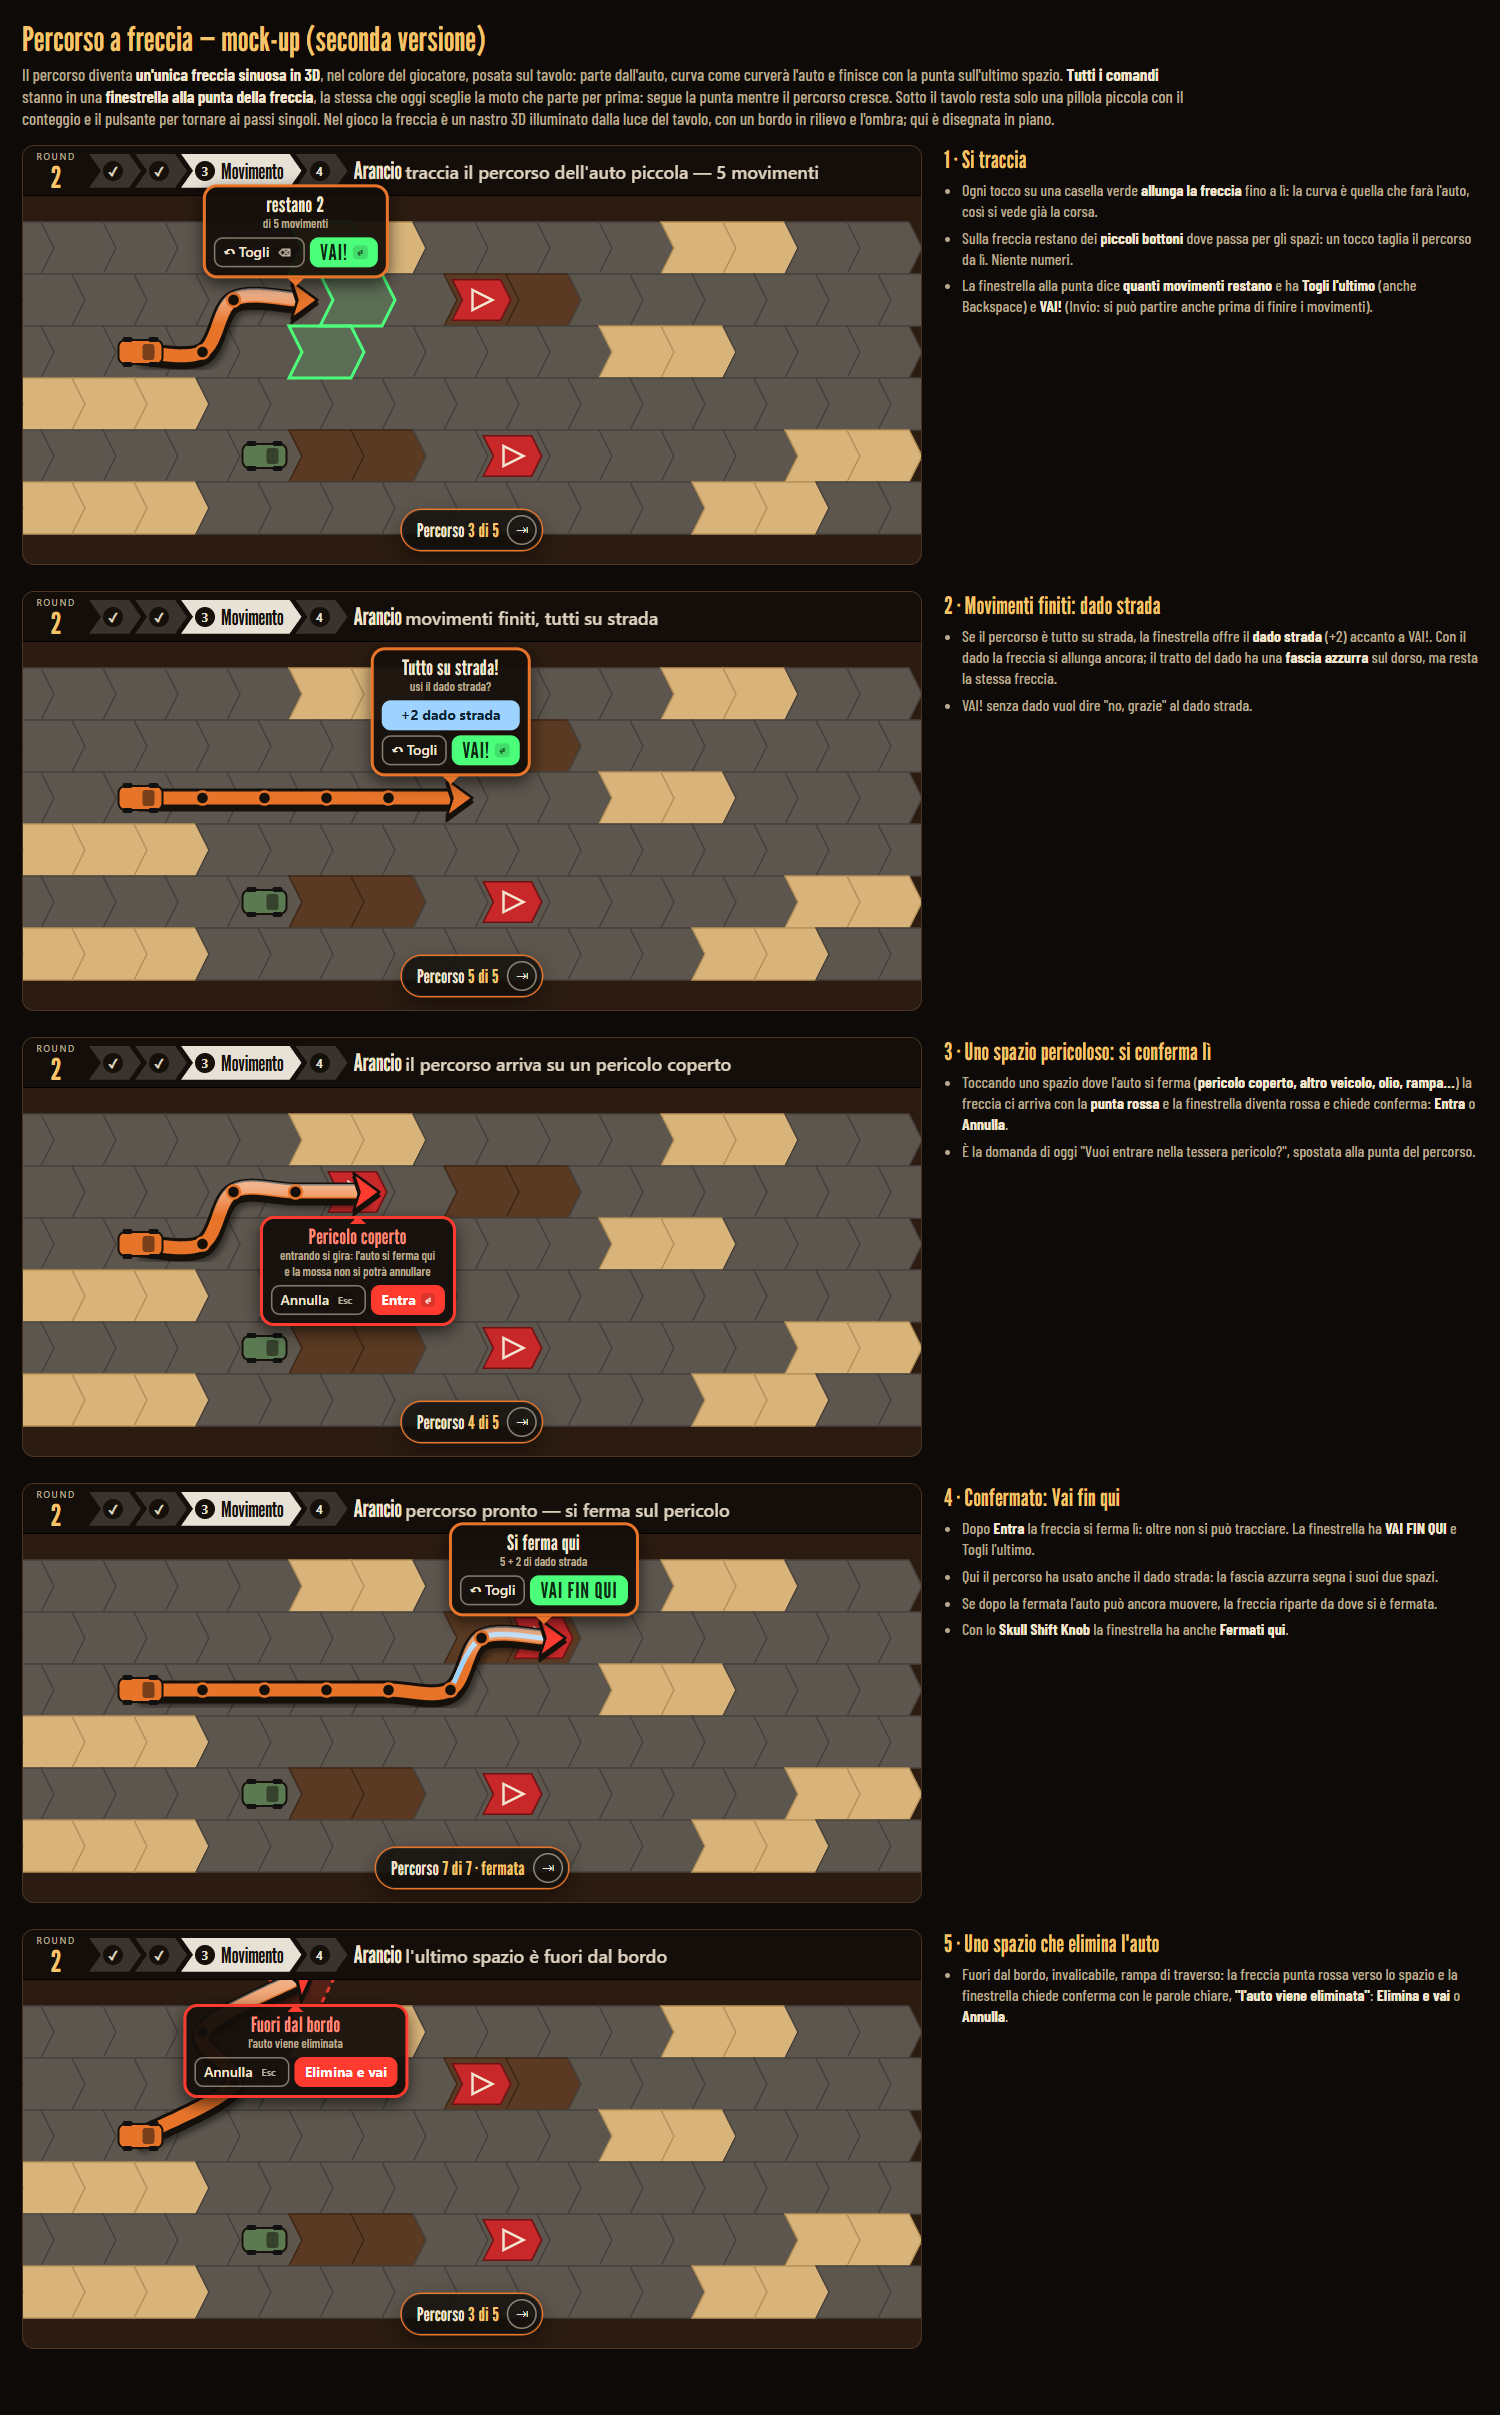 Percorso a freccia — mock-up (seconda versione)
Il percorso diventa un'unica freccia sinuosa in 3D, nel colore del giocatore, posata sul tavolo: parte dall'auto, curva come curverà l'auto e finisce con la punta sull'ultimo spazio. Tutti i comandi
stanno in una finestrella alla punta della freccia, la stessa che oggi sceglie la moto che parte per prima: segue la punta mentre il percorso cresce. Sotto il tavolo resta solo una pillola piccola con il
conteggio e il pulsante per tornare ai passi singoli. Nel gioco la freccia è un nastro 3D illuminato dalla luce del tavolo, con un bordo in rilievo e l'ombra; qui è disegnata in piano.
ROUND
2
✓ ✓ 3 Movimento 4 Arancio traccia il percorso dell'auto piccola — 5 movimenti
restano 2
di 5 movimenti
↶ Togli ⌫ VAI! ⏎
Percorso 3 di 5 ⇥
1 · Si traccia
• Ogni tocco su una casella verde allunga la freccia fino a lì: la curva è quella che farà l'auto,
così si vede già la corsa.
• Sulla freccia restano dei piccoli bottoni dove passa per gli spazi: un tocco taglia il percorso
da lì. Niente numeri.
• La finestrella alla punta dice quanti movimenti restano e ha Togli l'ultimo (anche
Backspace) e VAI! (Invio: si può partire anche prima di finire i movimenti).
ROUND
2
✓ ✓ 3 Movimento 4 Arancio movimenti finiti, tutti su strada
Tutto su strada!
usi il dado strada?
+2 dado strada
↶ Togli VAI! ⏎
Percorso 5 di 5 ⇥
2 · Movimenti finiti: dado strada
• Se il percorso è tutto su strada, la finestrella offre il dado strada (+2) accanto a VAI!. Con il
dado la freccia si allunga ancora; il tratto del dado ha una fascia azzurra sul dorso, ma resta
la stessa freccia.
• VAI! senza dado vuol dire "no, grazie" al dado strada.
ROUND
2
✓ ✓ 3 Movimento 4 Arancio il percorso arriva su un pericolo coperto
Pericolo coperto
entrando si gira: l'auto si ferma qui
e la mossa non si potrà annullare
Annulla Esc Entra ⏎
Percorso 4 di 5 ⇥
3 · Uno spazio pericoloso: si conferma lì
• Toccando uno spazio dove l'auto si ferma (pericolo coperto, altro veicolo, olio, rampa…) la
freccia ci arriva con la punta rossa e la finestrella diventa rossa e chiede conferma: Entra o
Annulla.
• È la domanda di oggi "Vuoi entrare nella tessera pericolo?", spostata alla punta del percorso.
ROUND
2
✓ ✓ 3 Movimento 4 Arancio percorso pronto — si ferma sul pericolo
Si ferma qui
5 + 2 di dado strada
↶ Togli VAI FIN QUI
Percorso 7 di 7 · fermata ⇥
4 · Confermato: Vai fin qui
• Dopo Entra la freccia si ferma lì: oltre non si può tracciare. La finestrella ha VAI FIN QUI e
Togli l'ultimo.
• Qui il percorso ha usato anche il dado strada: la fascia azzurra segna i suoi due spazi.
• Se dopo la fermata l'auto può ancora muovere, la freccia riparte da dove si è fermata.
• Con lo Skull Shift Knob la finestrella ha anche Fermati qui.
ROUND
2
✓ ✓ 3 Movimento 4 Arancio l'ultimo spazio è fuori dal bordo
Fuori dal bordo
l'auto viene eliminata
Annulla Esc Elimina e vai
Percorso 3 di 5 ⇥
5 · Uno spazio che elimina l'auto
• Fuori dal bordo, invalicabile, rampa di traverso: la freccia punta rossa verso lo spazio e la
finestrella chiede conferma con le parole chiare, "l'auto viene eliminata": Elimina e vai o
Annulla.